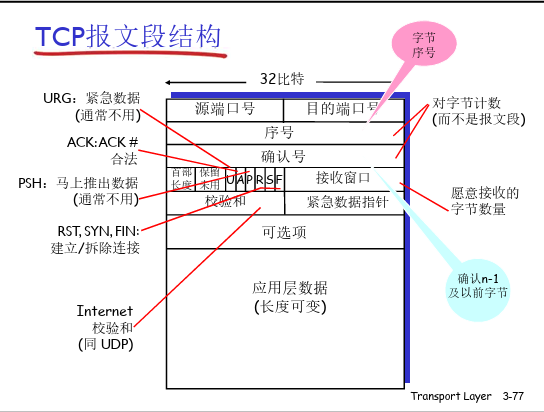 TCP报文段结构
字节
序号
32比特
源端口号
目的端口号
序号
确认号
首部
长度
保留
未用
U A P R S F
接收窗口
校验和
紧急数据指针
可选项
应用层数据
(长度可变)
URG: 紧急数据
(通常不用)
ACK: ACK #
合法
PSH: 马上推出数据
(通常不用)
RST, SYN, FIN:
建立/拆除连接
Internet
校验和
(同 UDP)
对字节计数
(而不是报文段)
愿意接收的
字节数量
确认n-1
及以前字节
Transport Layer 3-77